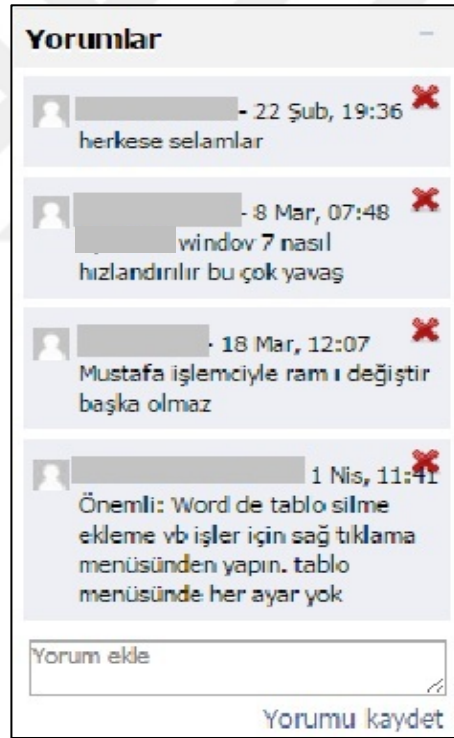 Yorumlar
- 22 Şub, 19:36
herkese selamlar
- 8 Mar, 07:48
windov 7 nasıl
hızlandırılır bu çok yavaş
- 18 Mar, 12:07
Mustafa işlemciyle ram ı değiştir
başka olmaz
1 Nis, 11:41
Önemli: Word de tablo silme
ekleme vb işler için sağ tıklama
menüsünden yapın. tablo
menüsünde her ayar yok
Yorum ekle
Yorumu kaydet